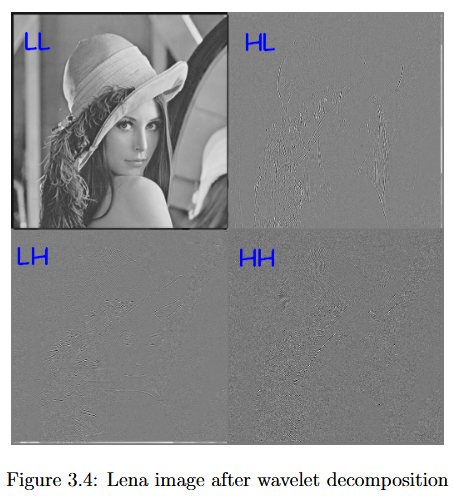 LL
HL
LH
HH
Figure 3.4: Lena image after wavelet decomposition